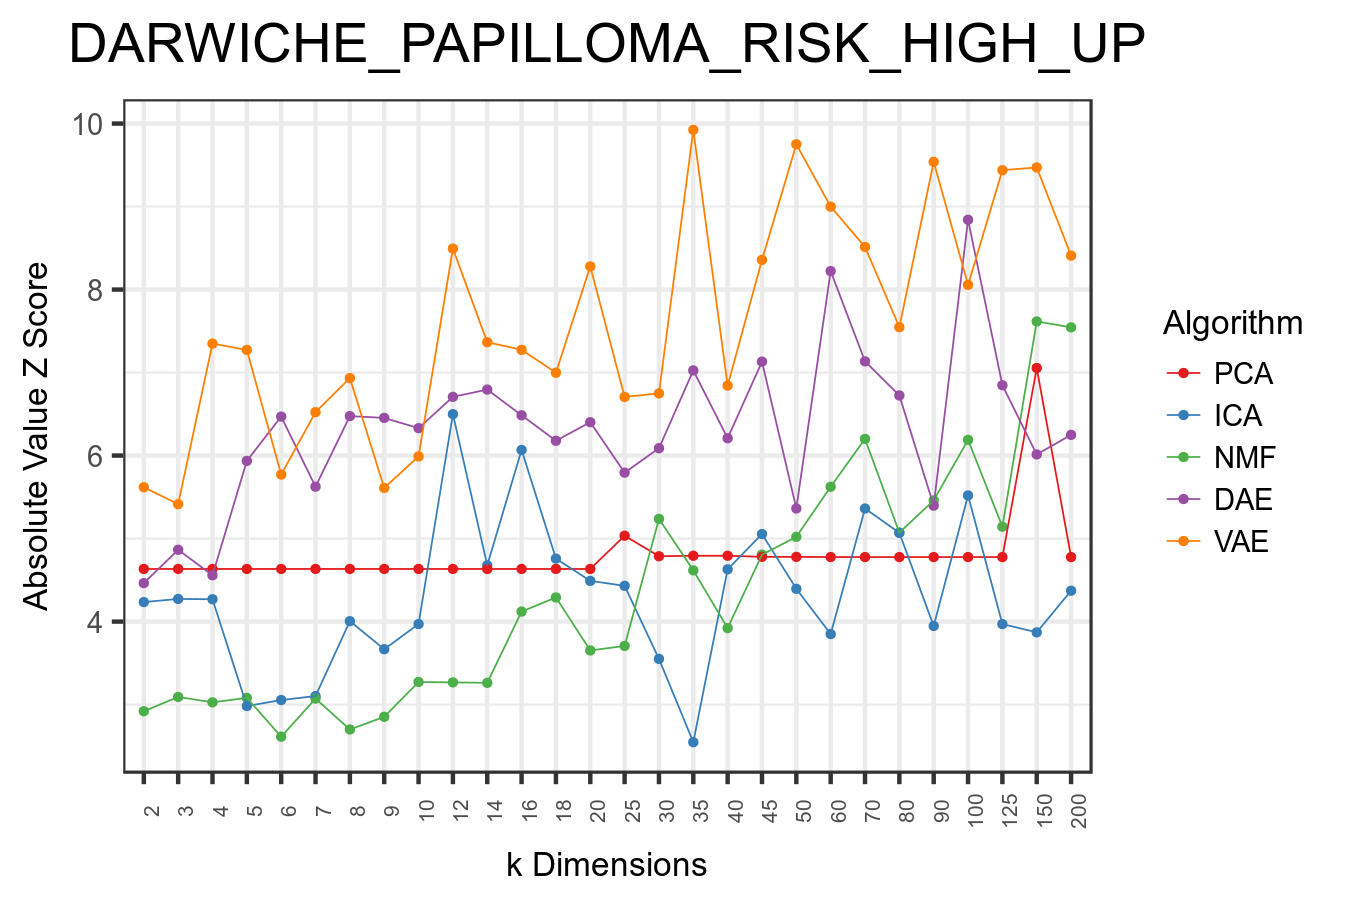 DARWICHE_PAPILLOMA_RISK_HIGH_UP
10
8
6
4
Absolute Value Z Score
2 3 4 5 6 7 8 9 10 12 14 16 18 20 25 30 35 40 45 50 60 70 80 90 100 125 150 200
k Dimensions
Algorithm
PCA
ICA
NMF
DAE
VAE